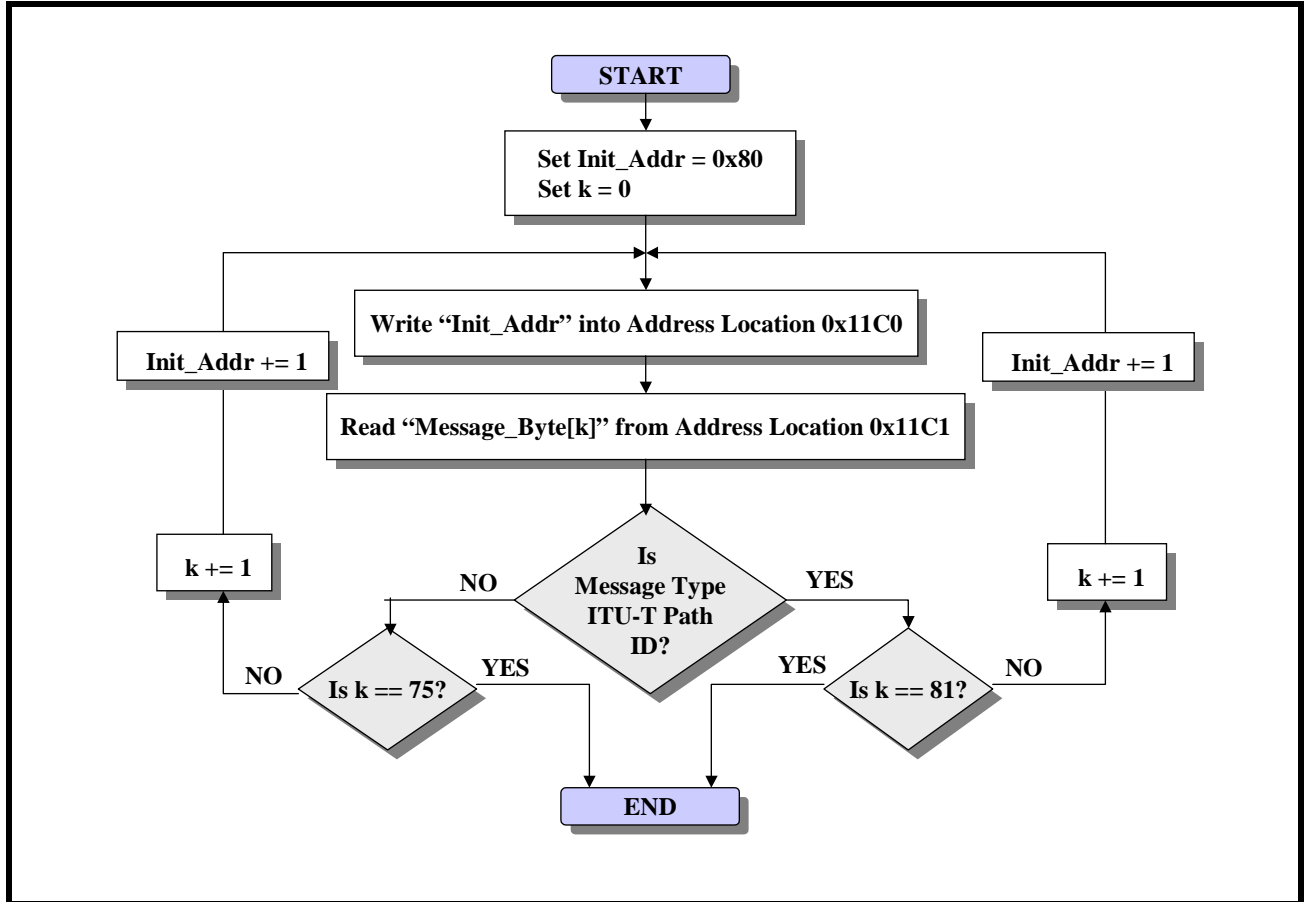 START
Set Init_Addr = 0x80
Set k = 0
Write “Init_Addr” into Address Location 0x11C0
Init_Addr += 1
Init_Addr += 1
Read “Message_Byte[k]” from Address Location 0x11C1
k += 1
k += 1
Is
Message Type
ITU-T Path
ID?
NO
YES
NO
Is k == 75?
YES
YES
Is k == 81?
NO
END